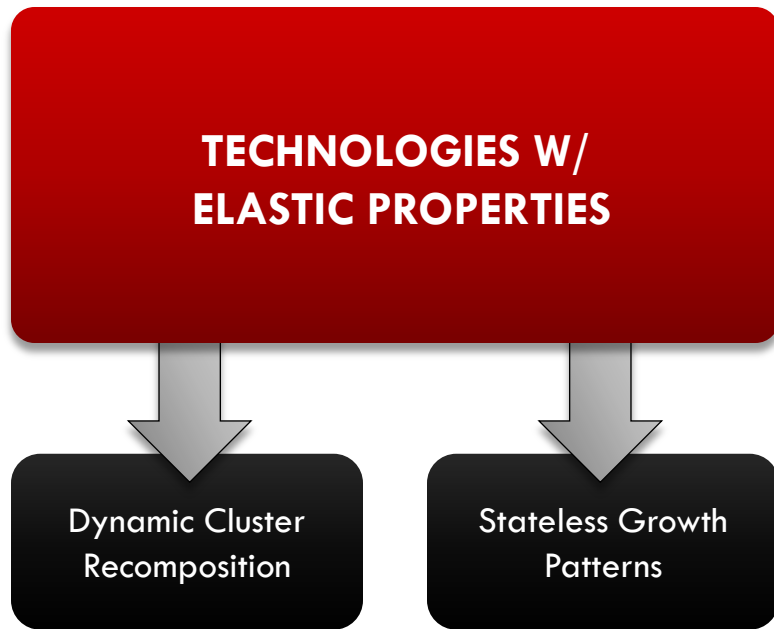 TECHNOLOGIES W/
ELASTIC PROPERTIES
Dynamic Cluster
Recomposition
Stateless Growth
Patterns